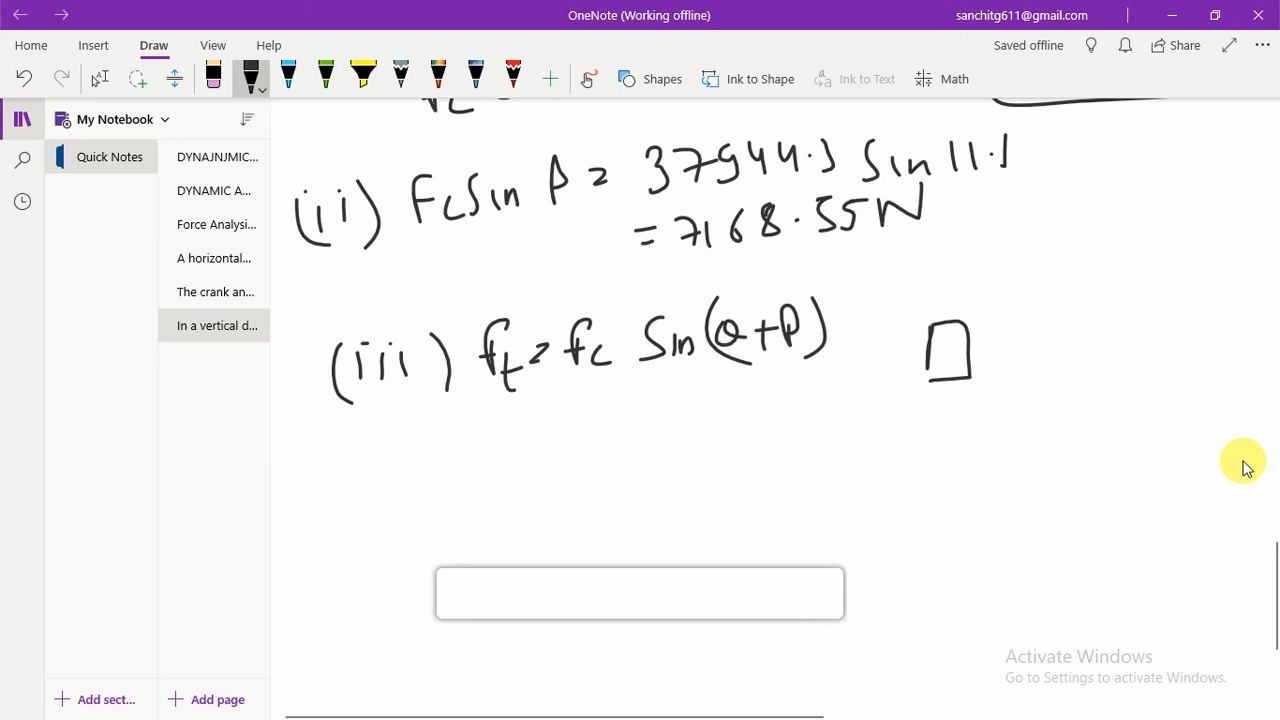 OneNote (Working offline)
sanchitg611@gmail.com
Home Insert Draw View Help
Saved offline
Share
Shapes
Ink to Shape
Ink to Text
Math
My Notebook
Quick Notes
DYNAJNJMIC...
DYNAMIC A...
Force Analysi...
A horizontal...
The crank an...
In a vertical d...
(ii) Fc Sin β = 37944.1 Sin 11.1
= 7168.55N
(iii) ft = fc Sin(θ+β)
Activate Windows
Go to Settings to activate Windows.
Add sect...
Add page